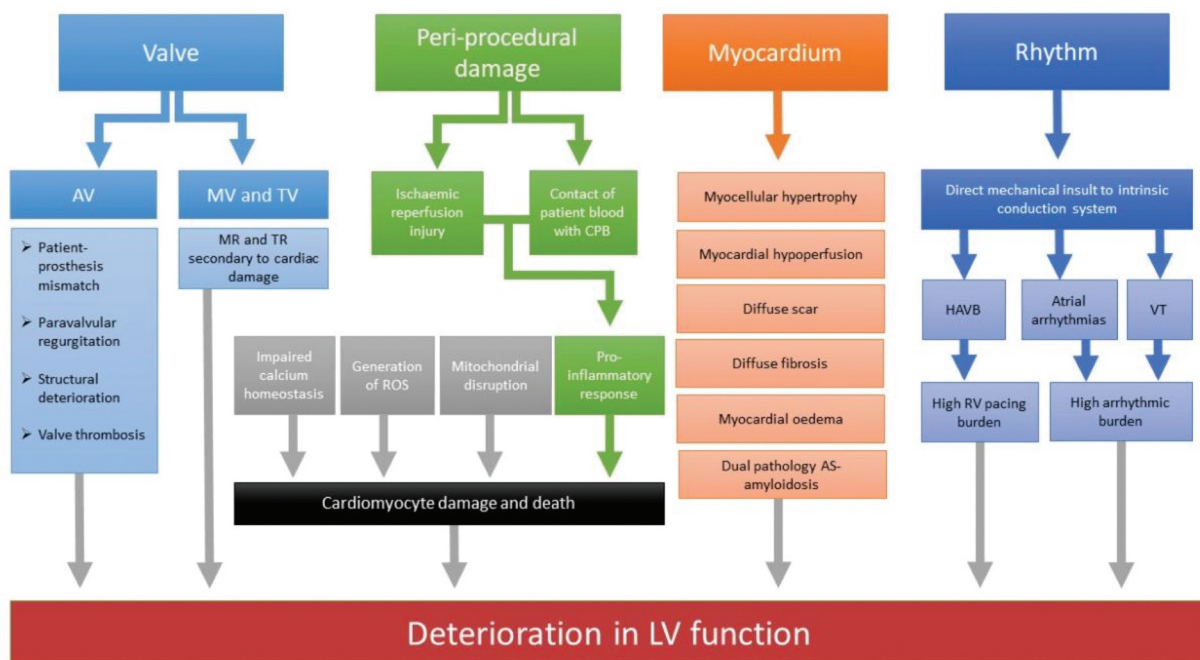 Valve
Peri-procedural
damage
Myocardium
Rhythm
AV
MV and TV
Ischaemic
reperfusion
injury
Contact of
patient blood
with CPB
Direct mechanical insult to intrinsic
conduction system
➢ Patient-
prosthesis
mismatch
➢ Paravalvular
regurgitation
➢ Structural
deterioration
➢ Valve thrombosis
MR and TR
secondary to cardiac
damage
Impaired
calcium
homeostasis
Generation
of ROS
Mitochondrial
disruption
Pro-
inflammatory
response
Cardiomyocyte damage and death
Myocellular hypertrophy
Myocardial hypoperfusion
Diffuse scar
Diffuse fibrosis
Myocardial oedema
Dual pathology AS-
amyloidosis
HAVB
Atrial
arrhythmias
VT
High RV pacing
burden
High arrhythmic
burden
Deterioration in LV function